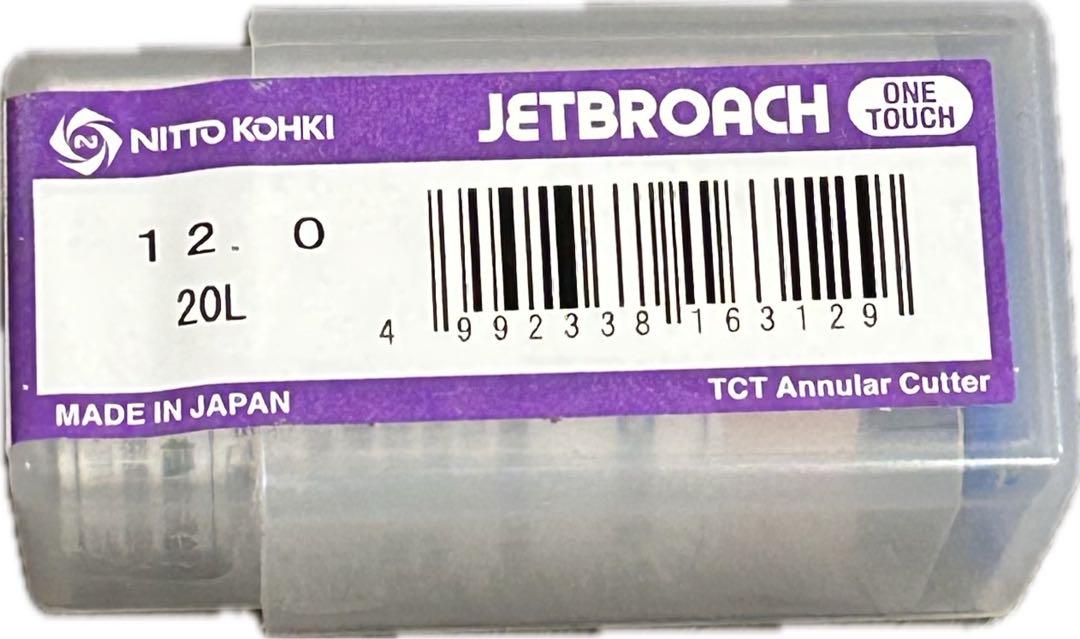 NITTO KOHKI
JETBROACH
ONE
TOUCH
12. 0
20L
4 992338 163129
MADE IN JAPAN
TCT Annular Cutter